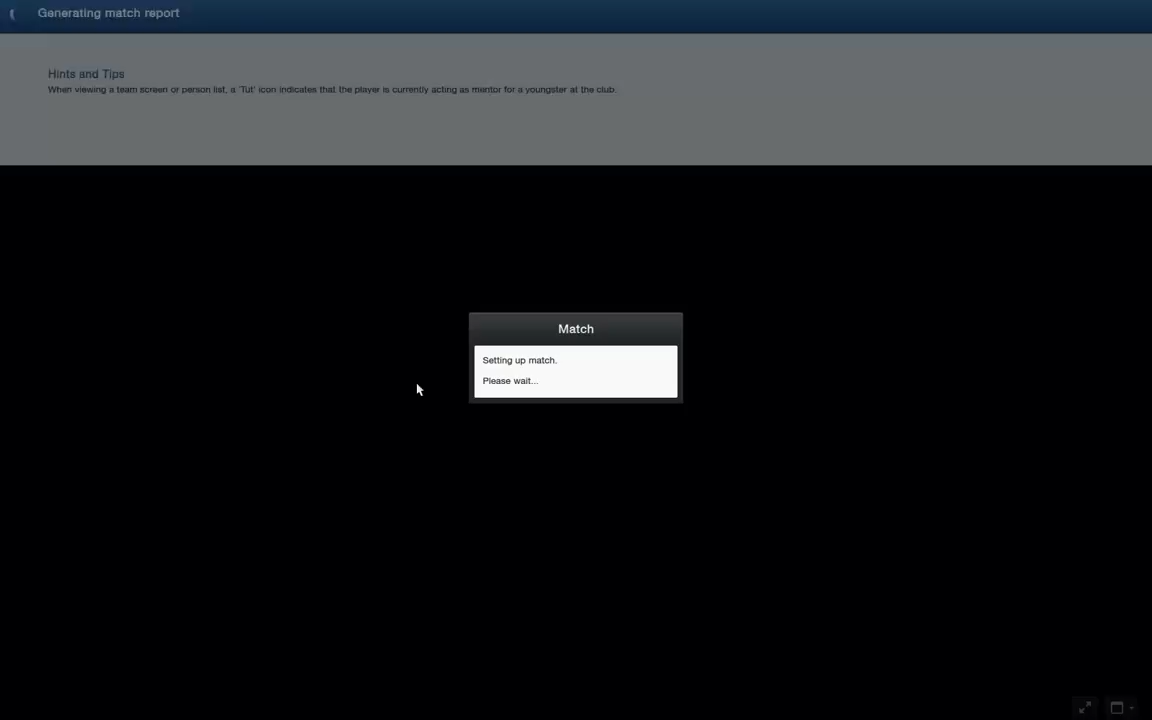 Generating match report
Hints and Tips
When viewing a team screen or person list, a 'Tut' icon indicates that the player is currently acting as mentor for a youngster at the club.
Match
Setting up match.
Please wait...